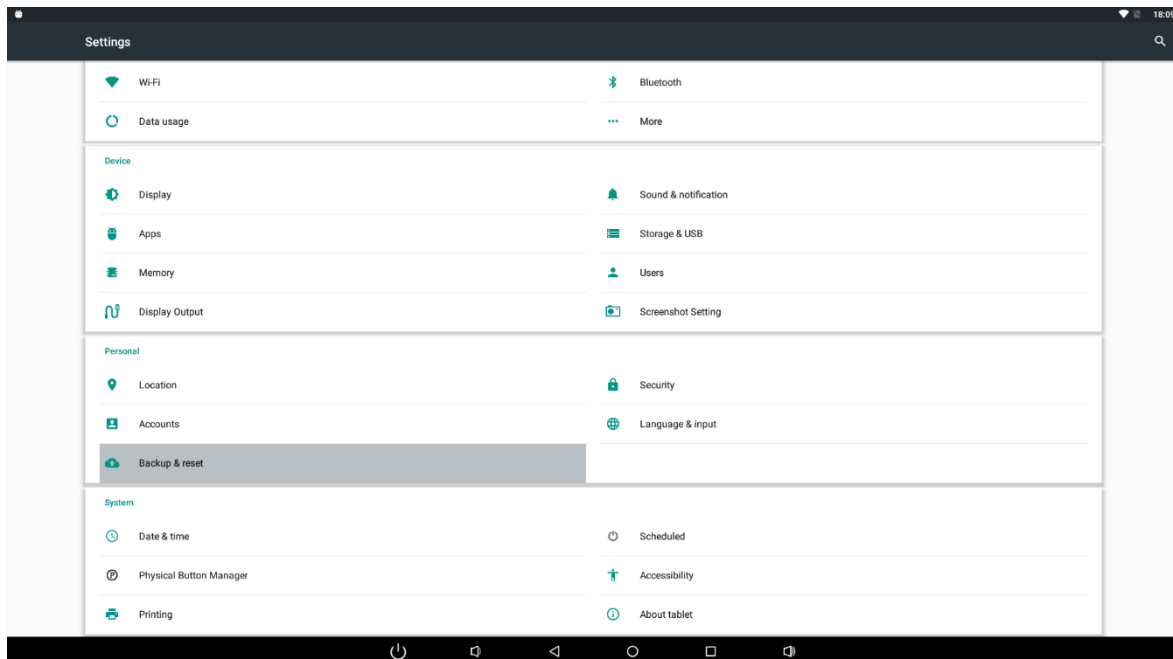 18:09
Settings
Wi-Fi
Bluetooth
Data usage
More
Device
Display
Sound & notification
Apps
Storage & USB
Memory
Users
Display Output
Screenshot Setting
Personal
Location
Security
Accounts
Language & input
Backup & reset
System
Date & time
Scheduled
Physical Button Manager
Accessibility
Printing
About tablet